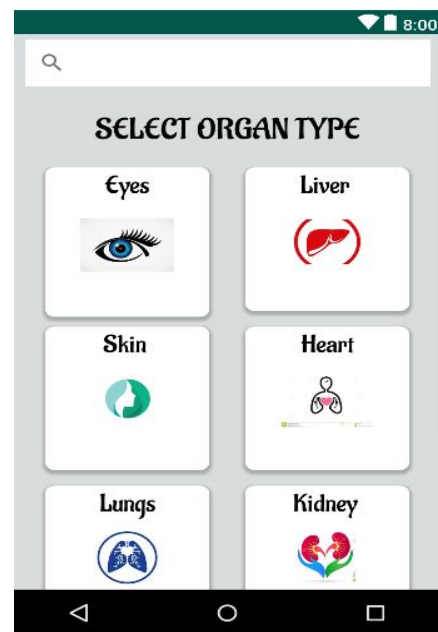 8:00
SELECT ORGAN TYPE
Eyes Liver
Skin Heart
Lungs Kidney